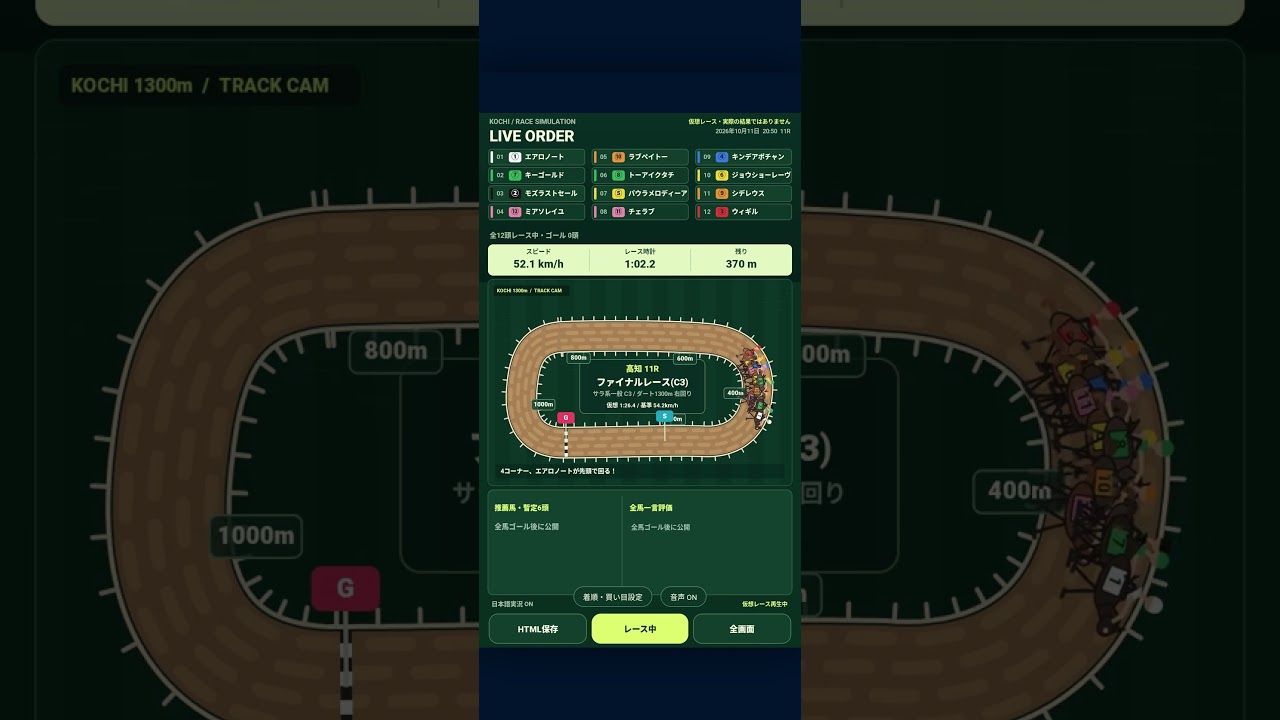 KOCHI 1300m / TRACK CAM
800m
1000m
G
400m
KOCHI / RACE SIMULATION
LIVE ORDER
仮想レース・実際の結果ではありません
2026年10月11日 20:50 11R
01 1 エアロノート
02 7 キーゴールド
03 2 モズラストセール
04 12 ミアソレイユ
05 10 ラブベイトー
06 8 トーアイクタチ
07 5 パウラメロディーア
08 11 チェラブ
09 4 キンデアポチャン
10 6 ジョウショーレーヴ
11 9 シデレウス
12 3 ウィギル
全12頭レース中・ゴール 0頭
スピード
52.1 km/h
レース時計
1:02.2
残り
370 m
KOCHI 1300m / TRACK CAM
800m
600m
高知 11R
ファイナルレース(C3)
サラ系一般 C3 / ダート1300m 右回り
仮想 1:26.4 / 基準 54.2km/h
400m
1000m
G
S
0m
4コーナー、エアロノートが先頭で回る！
推薦馬・暫定6頭
全馬ゴール後に公開
全馬一言評価
全馬ゴール後に公開
日本語実況 ON
着順・買い目設定
音声 ON
仮想レース再生中
HTML保存
レース中
全画面